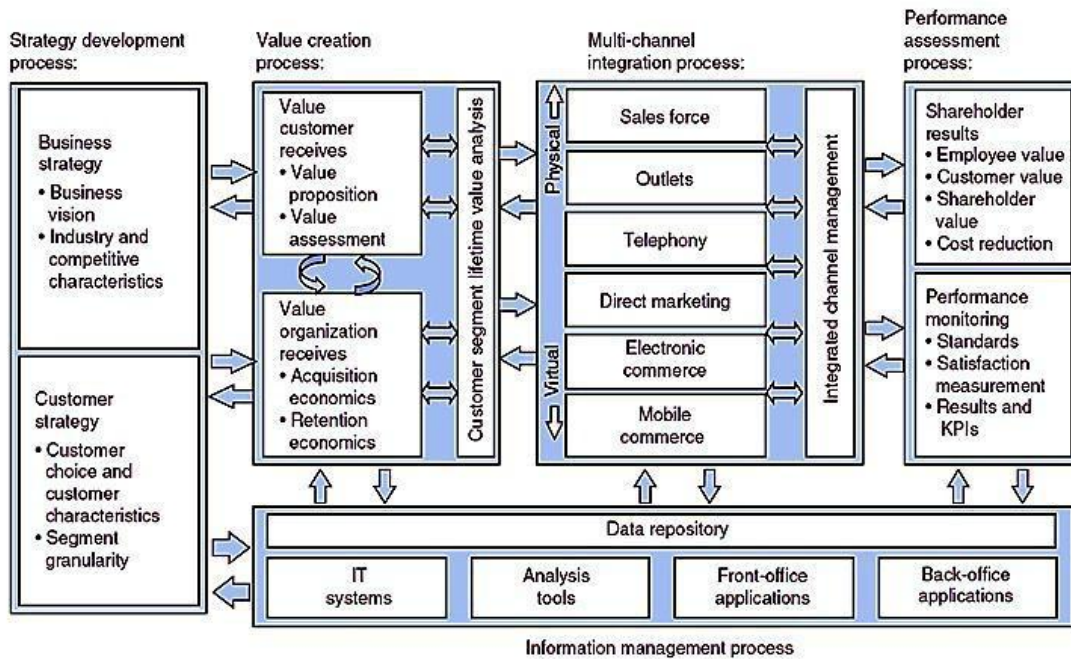 Strategy development
process:
Business
strategy
• Business
vision
• Industry and
competitive
characteristics
Customer
strategy
• Customer
choice and
customer
characteristics
• Segment
granularity
Value creation
process:
Value
customer
receives
• Value
proposition
• Value
assessment
Value
organization
receives
• Acquisition
economics
• Retention
economics
Customer segment lifetime value analysis
Multi-channel
integration process:
Physical
Virtual
Sales force
Outlets
Telephony
Direct marketing
Electronic
commerce
Mobile
commerce
Integrated channel management
Performance
assessment
process:
Shareholder
results
• Employee value
• Customer value
• Shareholder
value
• Cost reduction
Performance
monitoring
• Standards
• Satisfaction
measurement
• Results and
KPIs
Data repository
IT
systems
Analysis
tools
Front-office
applications
Back-office
applications
Information management process